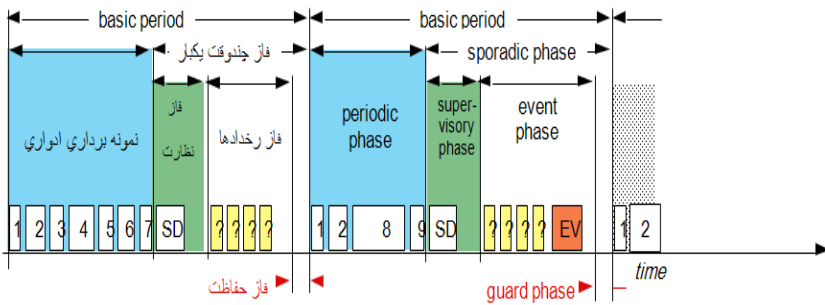 basic period
basic period
فاز چندوقت یکبار
sporadic phase
نمونه برداري ادواري
فاز
نظارت
فاز رخدادها
periodic
phase
super-
visory
phase
event
phase
1 2 3 4 5 6 7 SD ? ? ? ? 1 2 8 9 SD ? ? ? ? EV 1 2
time
فاز حفاظت
guard phase